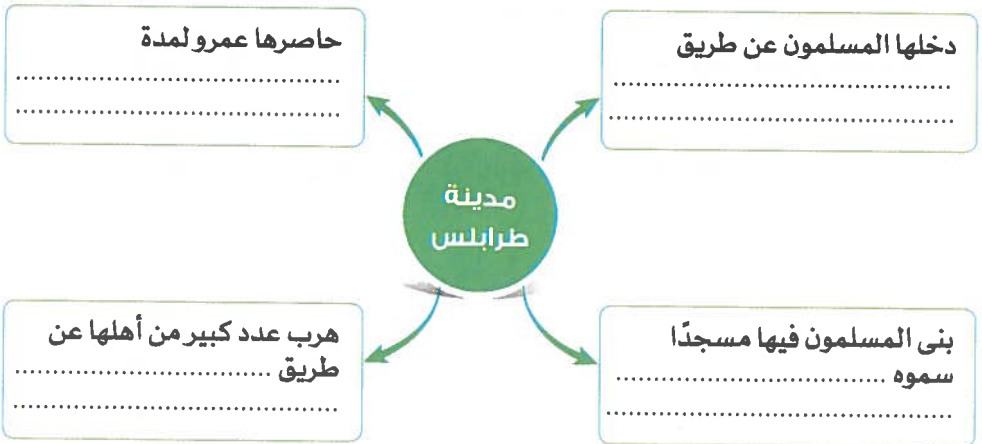 دخلها المسلمون عن طريق
........................................
........................................
حاصرها عمرو لمدة
........................................
........................................
مدينة
طرابلس
بنى المسلمون فيها مسجدًا
سموه ................................
........................................
هرب عدد كبير من أهلها عن
طريق ................................
........................................